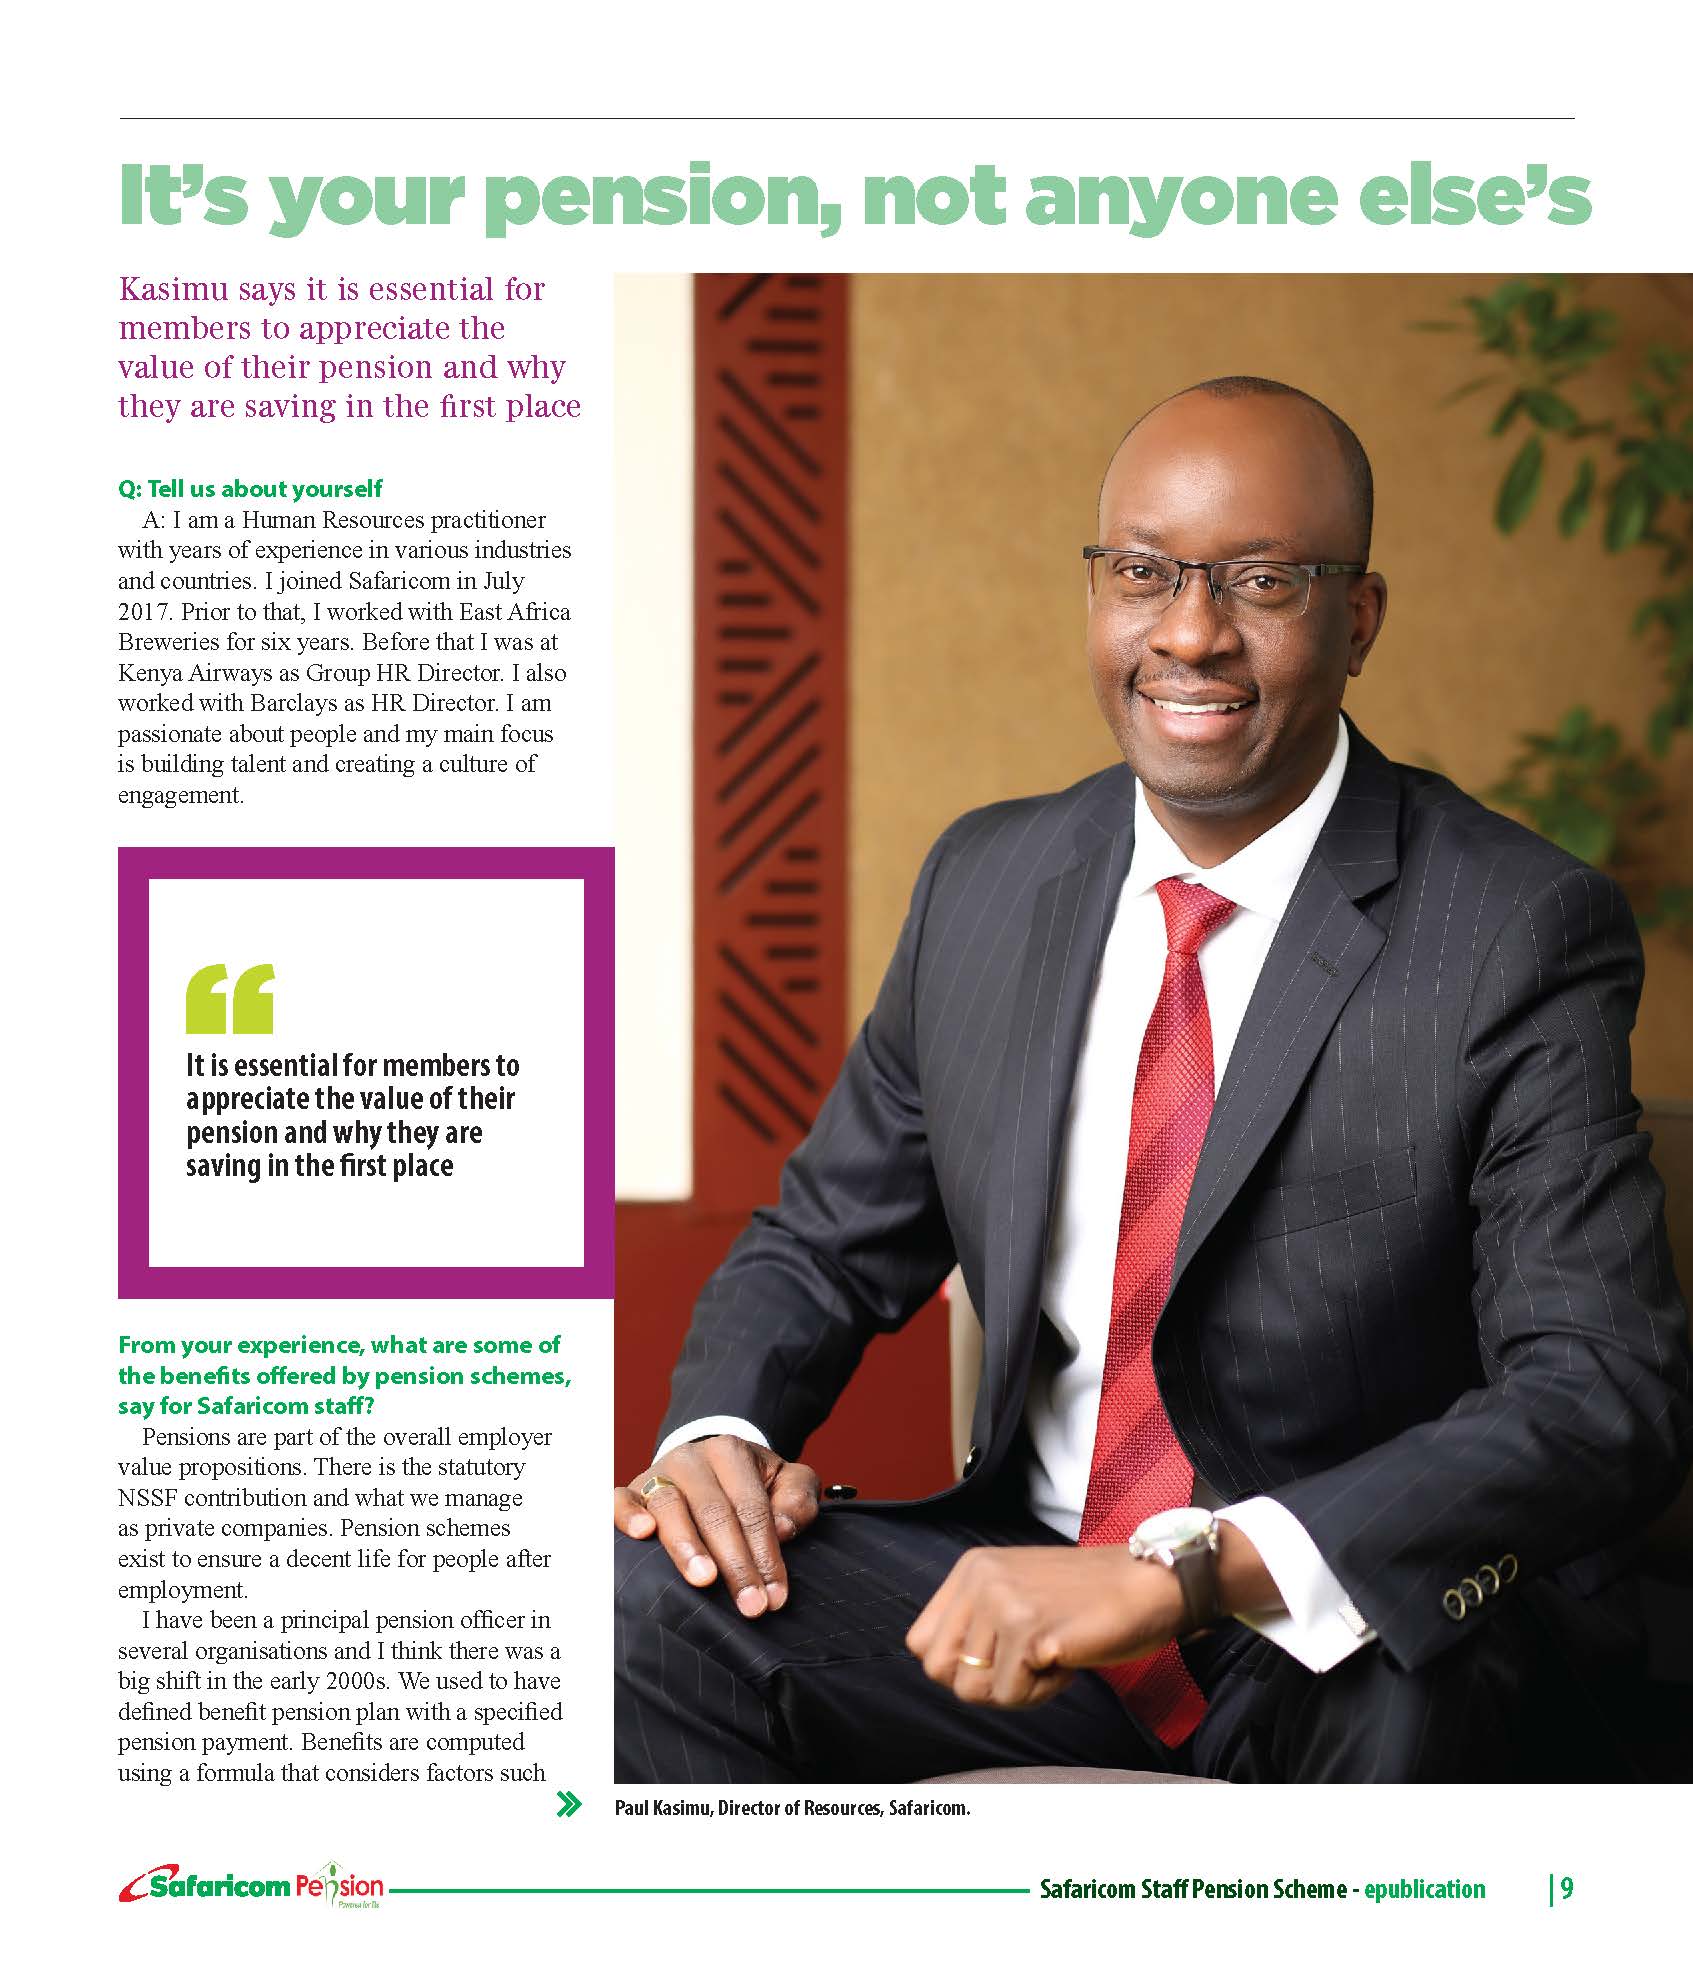 It’s your pension, not anyone else’s
Kasimu says it is essential for
members to appreciate the
value of their pension and why
they are saving in the first place
Q: Tell us about yourself
A: I am a Human Resources practitioner
with years of experience in various industries
and countries. I joined Safaricom in July
2017. Prior to that, I worked with East Africa
Breweries for six years. Before that I was at
Kenya Airways as Group HR Director. I also
worked with Barclays as HR Director. I am
passionate about people and my main focus
is building talent and creating a culture of
engagement.
“
It is essential for members to
appreciate the value of their
pension and why they are
saving in the first place
From your experience, what are some of
the benefits offered by pension schemes,
say for Safaricom staff?
Pensions are part of the overall employer
value propositions. There is the statutory
NSSF contribution and what we manage
as private companies. Pension schemes
exist to ensure a decent life for people after
employment.
I have been a principal pension officer in
several organisations and I think there was a
big shift in the early 2000s. We used to have
defined benefit pension plan with a specified
pension payment. Benefits are computed
using a formula that considers factors such
»
Paul Kasimu, Director of Resources, Safaricom.
Safaricom Pension
Powered for life
Safaricom Staff Pension Scheme - epublication | 9